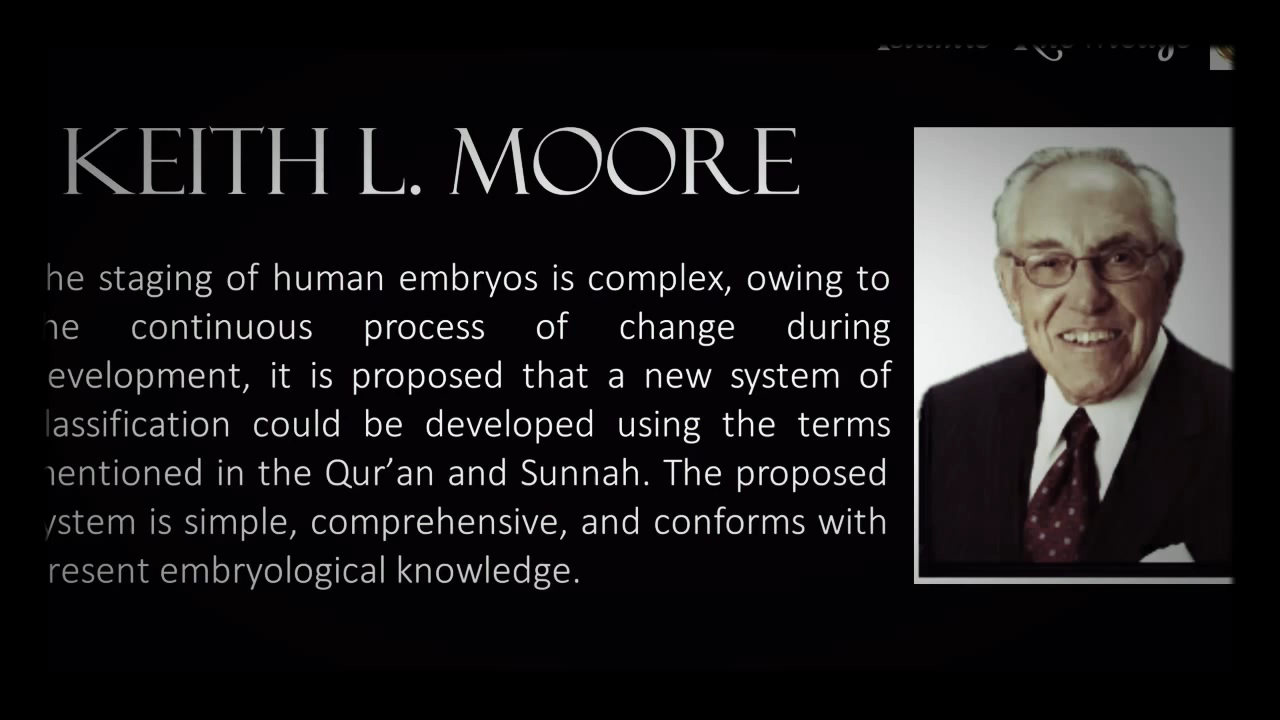 KEITH L. MOORE
he staging of human embryos is complex, owing to
he continuous process of change during
evelopment, it is proposed that a new system of
lassification could be developed using the terms
entioned in the Qur’an and Sunnah. The proposed
ystem is simple, comprehensive, and conforms with
resent embryological knowledge.